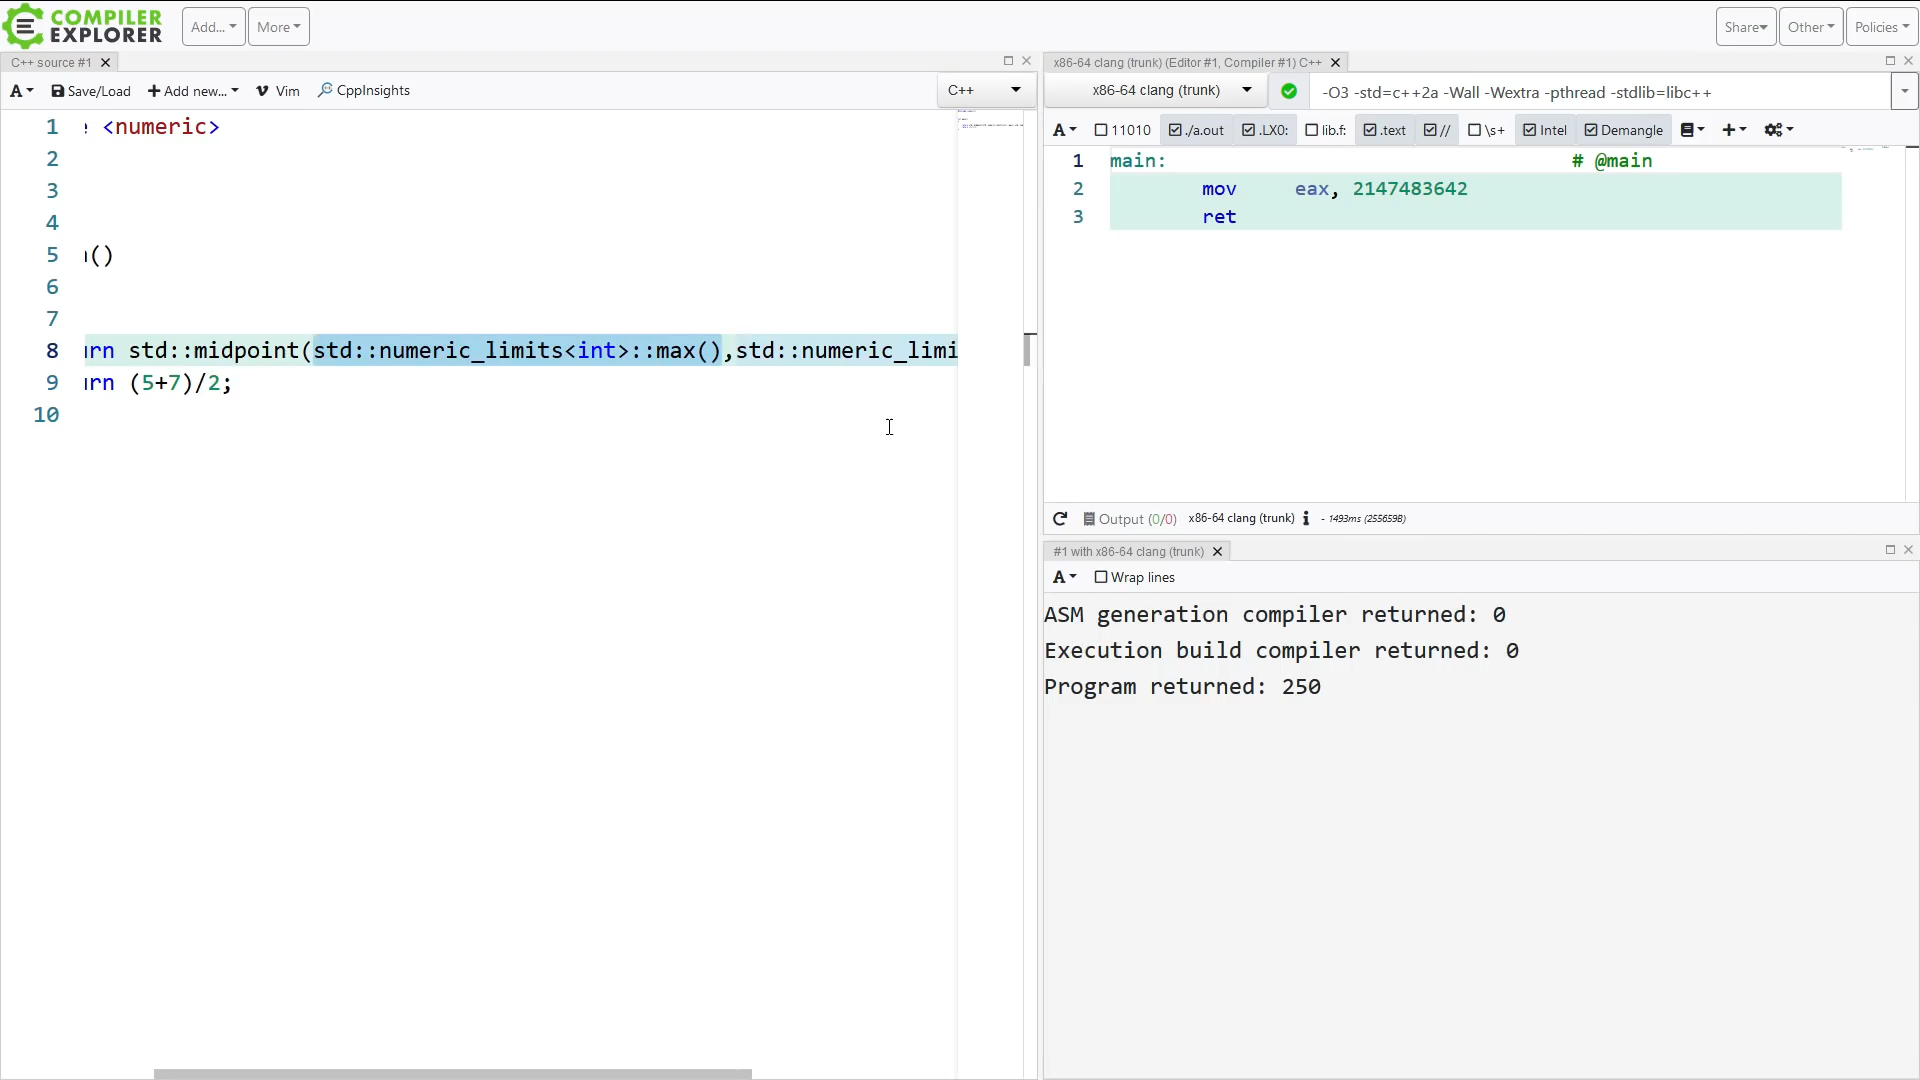 COMPILER
EXPLORER
Add...
More
Share
Other
Policies
C++ source #1
A
Save/Load
Add new...
Vim
CppInsights
C++
1 <numeric>
2
3
4
5 ()
6
7
8 rn std::midpoint(std::numeric_limits<int>::max(),std::numeric_limi
9 rn (5+7)/2;
10
x86-64 clang (trunk) (Editor #1, Compiler #1) C++
x86-64 clang (trunk)
-O3 -std=c++2a -Wall -Wextra -pthread -stdlib=libc++
A 11010 ./a.out .LX0: lib.f: .text // \s+ Intel Demangle
1 main: # @main
2 mov eax, 2147483642
3 ret
Output (0/0) x86-64 clang (trunk) i - 1493ms (255659B)
#1 with x86-64 clang (trunk)
A Wrap lines
ASM generation compiler returned: 0
Execution build compiler returned: 0
Program returned: 250